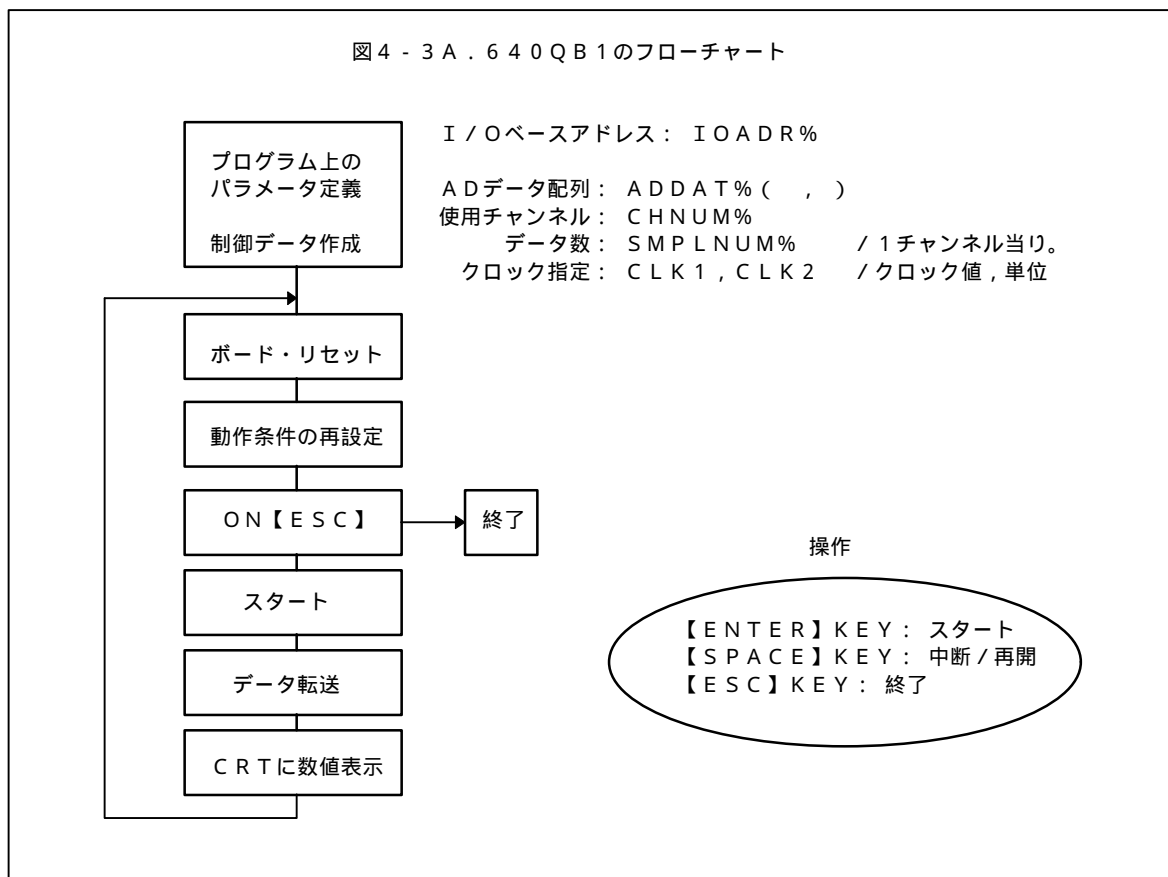 図4-3A.640QB1のフローチャート
プログラム上の
パラメータ定義
制御データ作成
I/Oベースアドレス: IOADR%
ADデータ配列: ADDAT%( , )
使用チャンネル: CHNUM%
データ数: SMPLNUM% /1チャンネル当り。
クロック指定: CLK1,CLK2 /クロック値,単位
ボード・リセット
動作条件の再設定
ON【ESC】
終了
スタート
データ転送
CRTに数値表示
操作
【ENTER】KEY: スタート
【SPACE】KEY: 中断/再開
【ESC】KEY: 終了